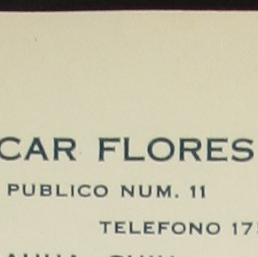 CAR FLORES
PUBLICO NUM. 11
TELEFONO 17